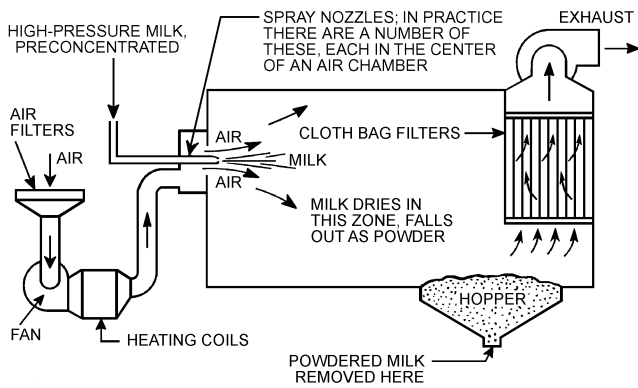 HIGH-PRESSURE MILK,
PRECONCENTRATED
SPRAY NOZZLES; IN PRACTICE
THERE ARE A NUMBER OF
THESE, EACH IN THE CENTER
OF AN AIR CHAMBER
EXHAUST
AIR
FILTERS
AIR
AIR
MILK
AIR
CLOTH BAG FILTERS
MILK DRIES IN
THIS ZONE, FALLS
OUT AS POWDER
HOPPER
FAN
HEATING COILS
POWDERED MILK
REMOVED HERE